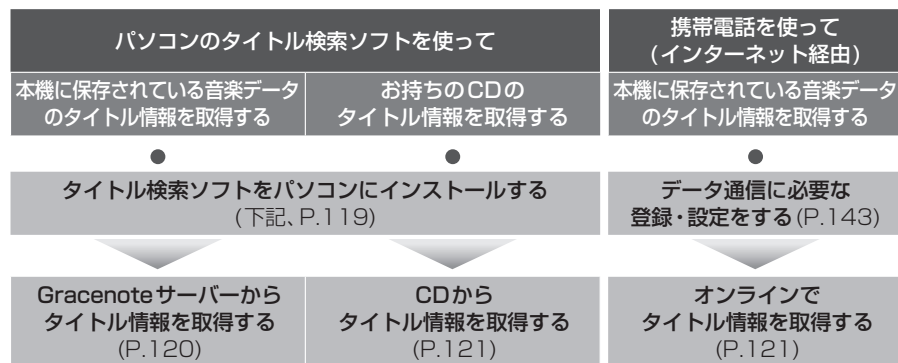 パソコンのタイトル検索ソフトを使って
携帯電話を使って
(インターネット経由)
本機に保存されている音楽データ
のタイトル情報を取得する
お持ちのCDの
タイトル情報を取得する
本機に保存されている音楽データ
のタイトル情報を取得する
タイトル検索ソフトをパソコンにインストールする
(下記、P.119)
データ通信に必要な
登録・設定をする(P.143)
Gracenoteサーバーから
タイトル情報を取得する
(P.120)
CDから
タイトル情報を取得する
(P.121)
オンラインで
タイトル情報を取得する
(P.121)